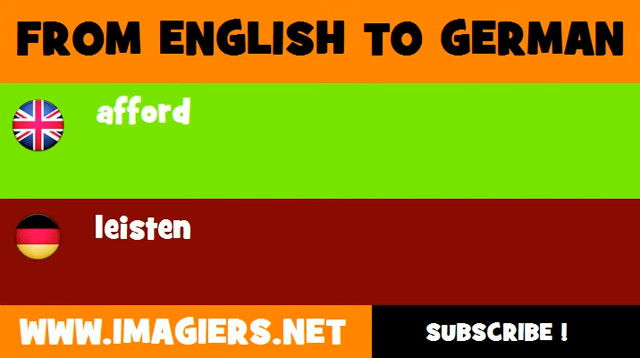 FROM ENGLISH TO GERMAN
afford
leisten
WWW.IMAGIERS.NET
SUBSCRIBE !